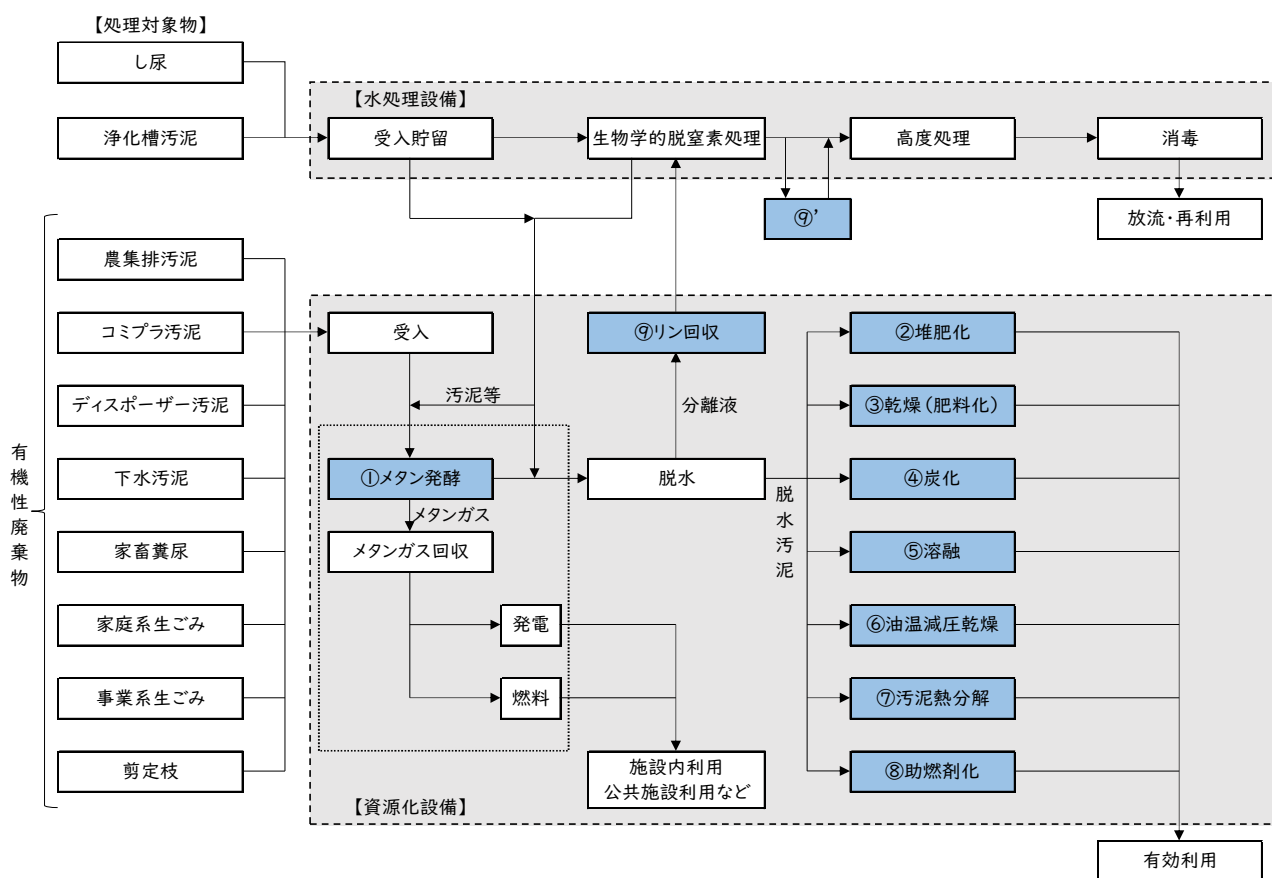 【処理対象物】
し尿
浄化槽汚泥
【水処理設備】
受入貯留
生物学的脱窒素処理
高度処理
消毒
⑨’
放流・再利用
有機性廃棄物
農集排汚泥
コミプラ汚泥
ディスポーザー汚泥
下水汚泥
家畜糞尿
家庭系生ごみ
事業系生ごみ
剪定枝
受入
汚泥等
①メタン発酵
メタンガス
メタンガス回収
発電
燃料
施設内利用
公共施設利用など
【資源化設備】
⑨リン回収
分離液
脱水
脱水汚泥
②堆肥化
③乾燥（肥料化）
④炭化
⑤溶融
⑥油温減圧乾燥
⑦汚泥熱分解
⑧助燃剤化
有効利用